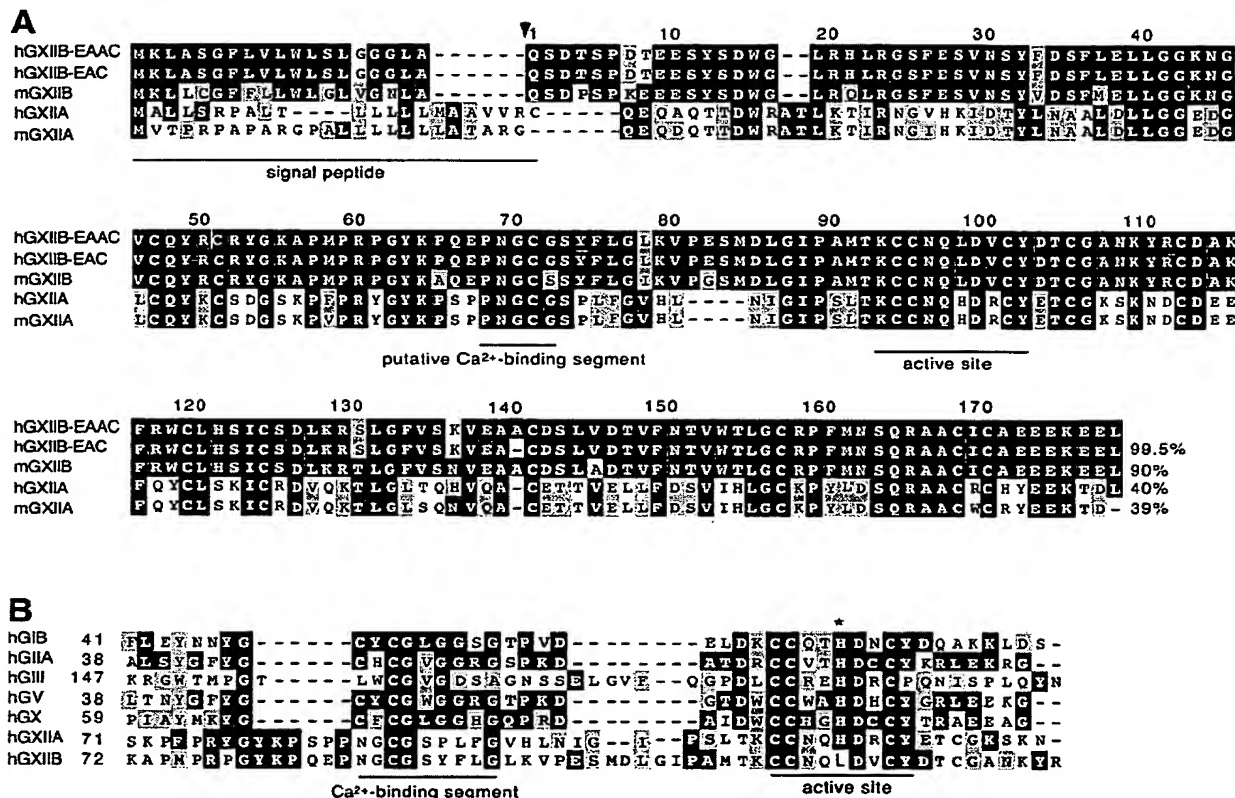 A
1 10 20 30 40
hGXIIB-EAAC MKLASGFLVLWLSLGGGLA------QSDTSPDTEESYSDWG--LRHLRGSFESVNSYFDSFLELLGGKNG
hGXIIB-EAC MKLASGFLVLWLSLGGGLA------QSDTSPDTEESYSDWG--LRHLRGSFESVNSYFDSFLELLGGKNG
mGXIIB MKLLCGFFLLWLGLVGNLA------QSDPSPKEEESYSDWG--LRQLRGSFESVNSYVDSFMELLGGKNG
hGXIIA MALLSRPALT----LLLLLMAAVVRC-----QEQAQTTDWRATLKTIRNGVHKIDTYLNAALDLLGGEDG
mGXIIA MVTPRPAPARGPALLLLLLLATARG------QEQDQTTDWRATLKTIRNGIHKIDTYLNAALDLLGGEDG
signal peptide
50 60 70 80 90 100 110
hGXIIB-EAAC VCQYRCRYGKAPMPRPGYKPQEPNGCGSYFLGLKVPESMDLGIPAMTKCCNQLDVCYDTCGANKYRCDAK
hGXIIB-EAC VCQYRCRYGKAPMPRPGYKPQEPNGCGSYFLGLKVPESMDLGIPAMTKCCNQLDVCYDTCGANKYRCDAK
mGXIIB VCQYRCRYGKAPMPRPGYKAQEPNGCSSYFLGIKVPGSMDLGIPAMTKCCNQLDVCYDTCGANKYRCDAK
hGXIIA LCQYKCSDGSKPFPRYGYKPSPPNGCGSPLFGVHL----NIGIPSLTKCCNQHDRCYETCGKSKNDCDEE
mGXIIA LCQYKCSDGSKPVPRYGYKPSPPNGCGSPLFGVHL----NIGIPSLTKCCNQHDRCYETCGKSKNDCDEE
putative Ca2+-binding segment active site
120 130 140 150 160 170
hGXIIB-EAAC FRWCLHSICSDLKRSLGFVSKVEAACDSLVDTVFNTVWTLGCRPFMNSQRAACICAEEEKEEL
hGXIIB-EAC FRWCLHSICSDLKRSLGFVSKVEA-CDSLVDTVFNTVWTLGCRPFMNSQRAACICAEEEKEEL 99.5%
mGXIIB FRWCLHSICSDLKRTLGFVSNVEAACDSLADTVFNTVWTLGCRPFMNSQRAACICAEEEKEEL 90%
hGXIIA FQYCLSKICRDVQKTLGLTQHVQA-CETTVELLFDSVIHLGCKPYLDSQRAACRCHYEEKTDL 40%
mGXIIA FQYCLSKICRDVQKTLGLSQNVQA-CETTVELLFDSVIHLGCKPYLDSQRAACWCRYEEKTD- 39%
B
*
hGIB 41 FLEYNNYG------CYCGLGGSGTPVD--------ELDKCCQTHDNCYDQAKKLDS-
hGIIA 38 ALSYGFYG------CHCGVGGRGSPKD--------ATDRCCVTHDCCYKRLEKRG--
hGIII 147 KRGWTMPGT-----LWCGVGDSAGNSSELGVF--QGPDLCCREHDRCPQNISPLQYN
hGV 38 LTNYGFYG------CYCGWGGRGTPKD--------GTDWCCWAHDHCYGRLEEKG--
hGX 59 PIAYMKYG------CFCGLGGHGQPRD--------AIDWCCHGHDCCYTRAEEAG--
hGXIIA 71 SKPFPRYGYKPSPPNGCGSPLFGVHLNIG--I--PSLTKCCNQHDRCYETCGKSKN-
hGXIIB 72 KAPMPRPGYKPQEPNGCGSYFLGLKVPESMDLGIPAMTKCCNQLDVCYDTCGANKYR
Ca2+-binding segment active site